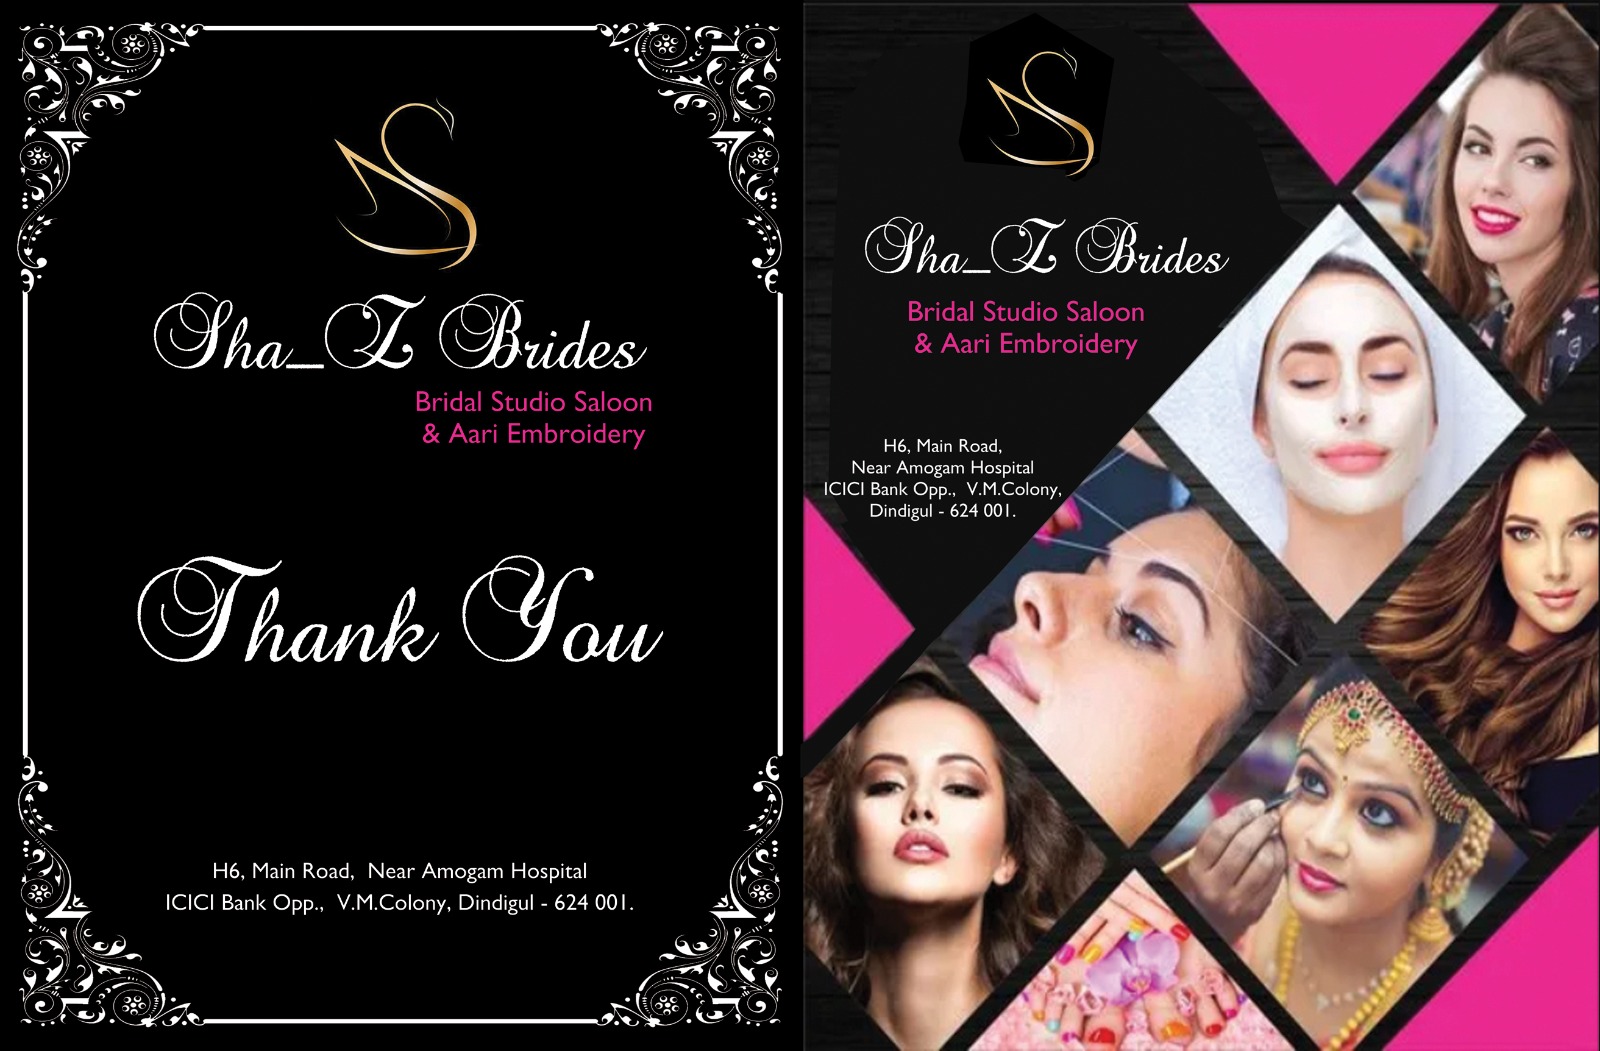 Sha_Z Brides
Bridal Studio Saloon
& Aari Embroidery
Thank You
H6, Main Road, Near Amogam Hospital
ICICI Bank Opp., V.M.Colony, Dindigul - 624 001.
Sha_Z Brides
Bridal Studio Saloon
& Aari Embroidery
H6, Main Road,
Near Amogam Hospital
ICICI Bank Opp., V.M.Colony,
Dindigul - 624 001.